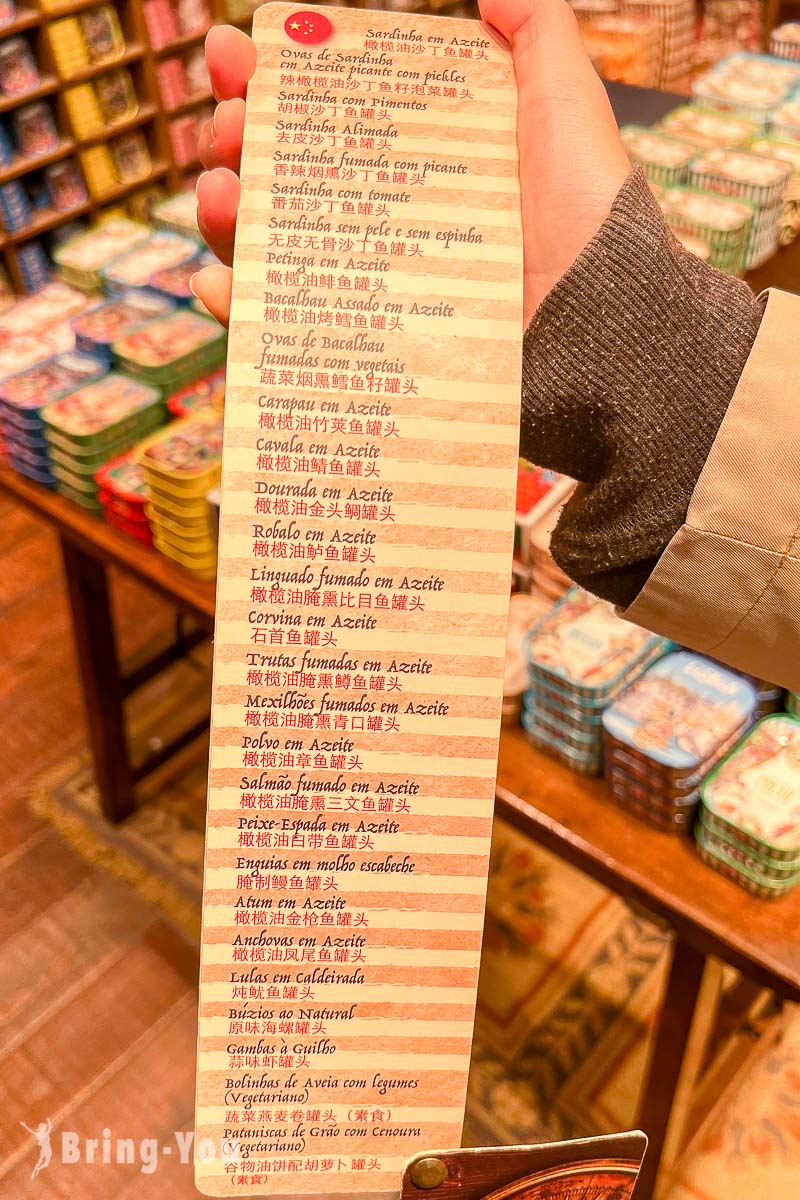 Sardinha em Azeite
橄榄油沙丁鱼罐头
Ovas de Sardinha
em Azeite picante com pickles
辣橄榄油沙丁鱼籽泡菜罐头
Sardinha com Pimentos
胡椒沙丁鱼罐头
Sardinha Alimada
去皮沙丁鱼罐头
Sardinha fumada com picante
香辣烟熏沙丁鱼罐头
Sardinha com tomate
番茄沙丁鱼罐头
Sardinha sem pele e sem espinha
无皮无骨沙丁鱼罐头
Petinga em Azeite
橄榄油鲱鱼罐头
Bacalhau Assado em Azeite
橄榄油烤鳕鱼罐头
Ovas de Bacalhau
fumadas com vegetais
蔬菜烟熏鳕鱼籽罐头
Carapau em Azeite
橄榄油竹荚鱼罐头
Cavala em Azeite
橄榄油鲭鱼罐头
Dourada em Azeite
橄榄油金头鲷罐头
Robalo em Azeite
橄榄油鲈鱼罐头
Linguado fumado em Azeite
橄榄油腌熏比目鱼罐头
Corvina em Azeite
石首鱼罐头
Trutas fumadas em Azeite
橄榄油腌熏鳟鱼罐头
Mexilhões fumados em Azeite
橄榄油腌熏青口罐头
Polvo em Azeite
橄榄油章鱼罐头
Salmão fumado em Azeite
橄榄油腌熏三文鱼罐头
Peixe-Espada em Azeite
橄榄油白带鱼罐头
Enguias em molho escabeche
腌制鳗鱼罐头
Atum em Azeite
橄榄油金枪鱼罐头
Anchovas em Azeite
橄榄油凤尾鱼罐头
Lulas em Caldeirada
炖鱿鱼罐头
Búzios ao Natural
原味海螺罐头
Gambas à Guilho
蒜味虾罐头
Bolinhas de Aveia com legumes
(Vegetariano)
蔬菜燕麦卷罐头（素食）
Pataniscas de Grão com Cenoura
(Vegetariano)
谷物油饼配胡萝卜罐头
（素食）
Bring-You